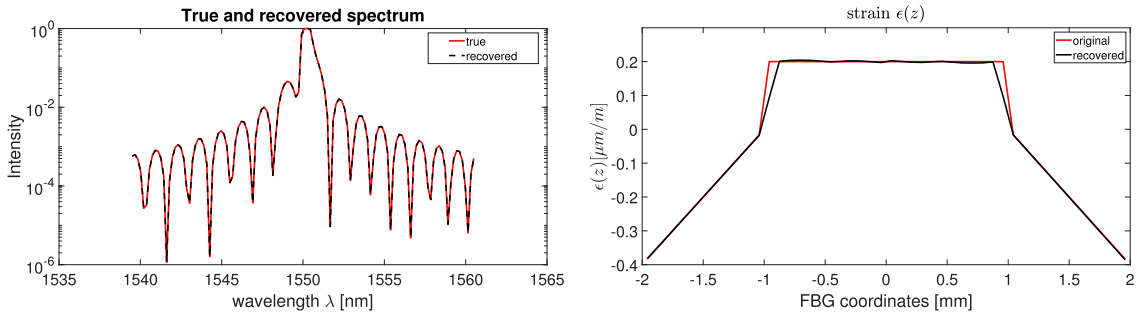 True and recovered spectrum
10^0
10^-2
10^-4
10^-6
Intensity
true
recovered
1535
1540
1545
1550
1555
1560
1565
wavelength λ [nm]
strain ϵ(z)
0.2
0.1
0
-0.1
-0.2
-0.3
-0.4
ϵ(z)[μm/m]
original
recovered
-2
-1.5
-1
-0.5
0
0.5
1
1.5
2
FBG coordinates [mm]